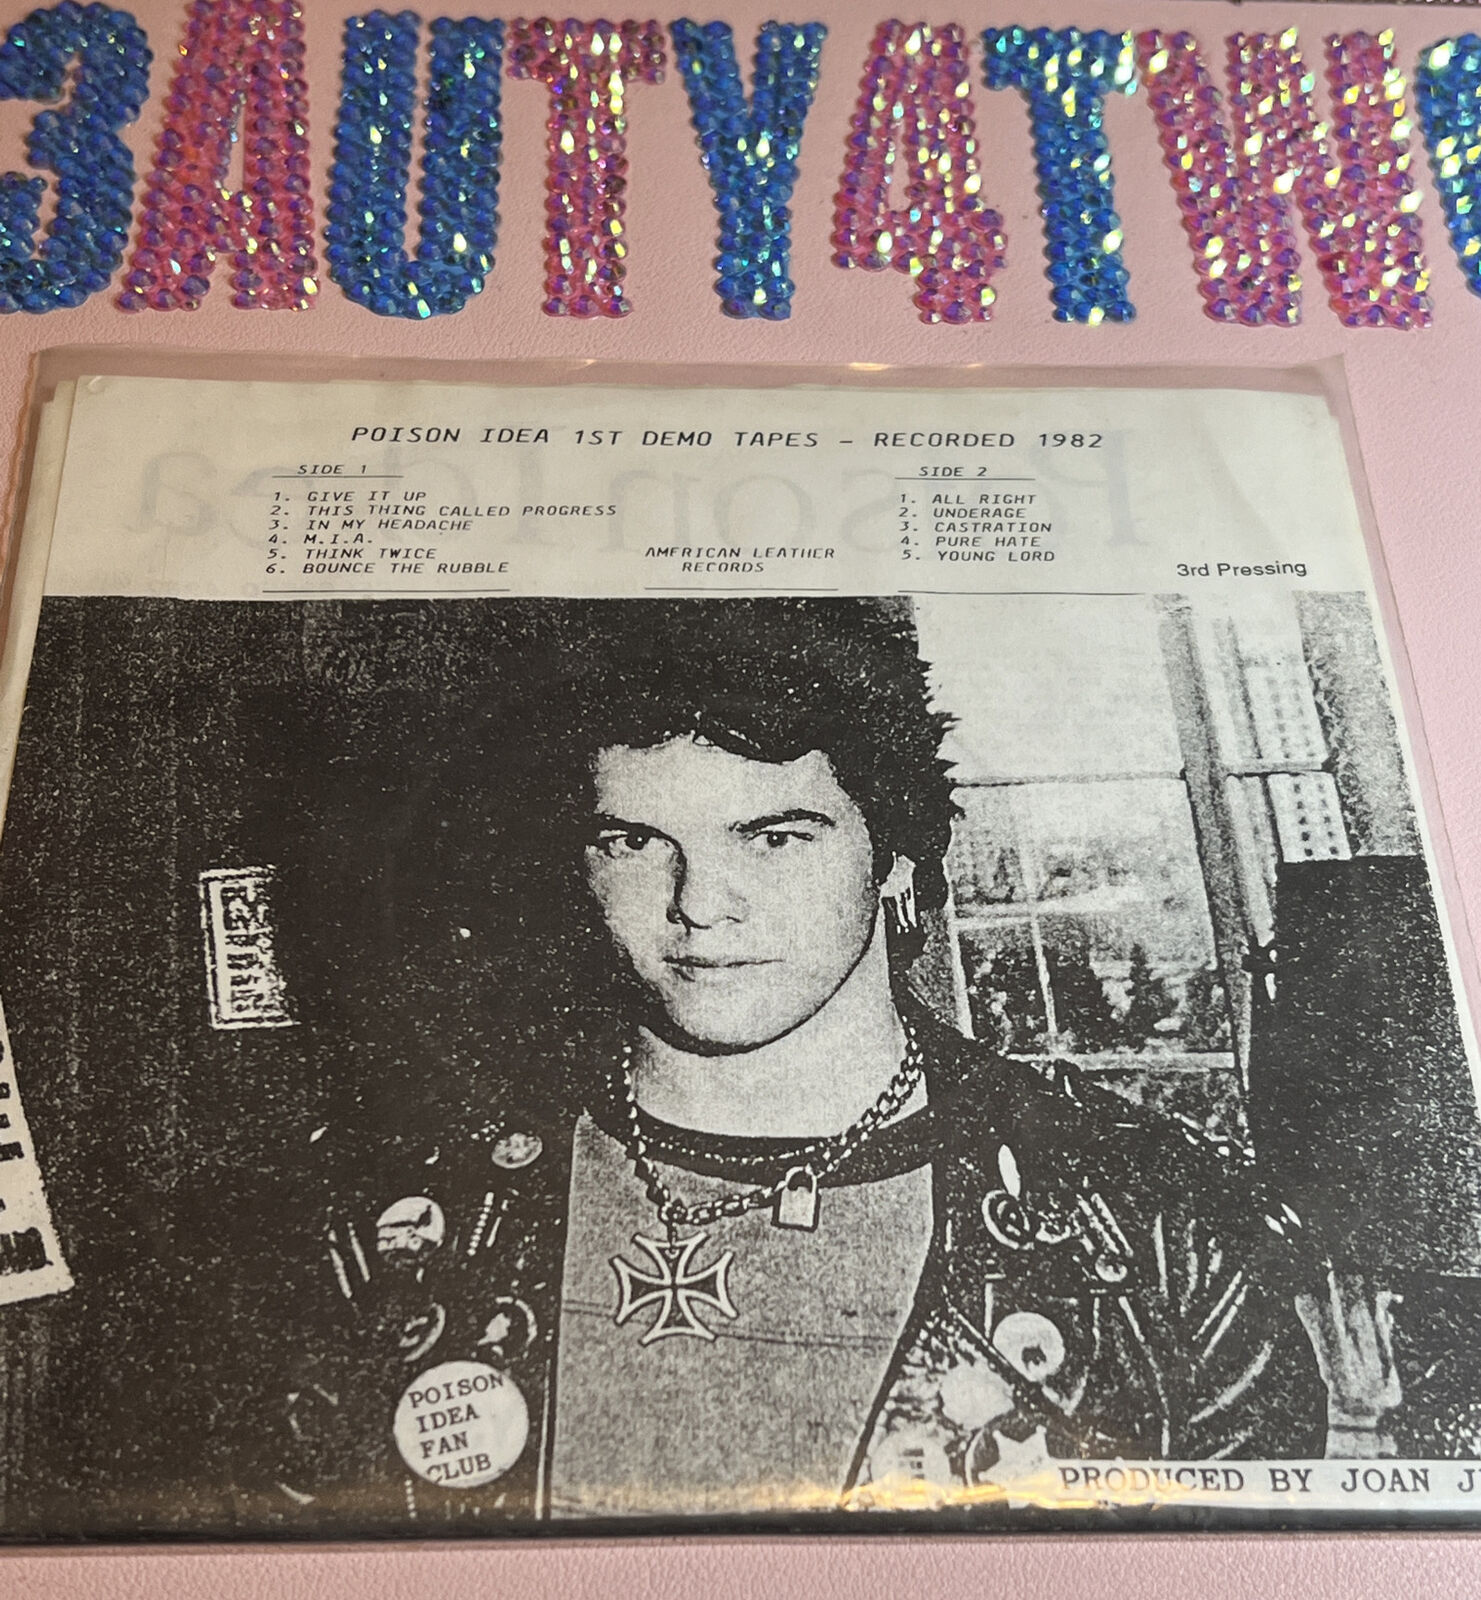 3AUTY4TW
POISON IDEA 1ST DEMO TAPES – RECORDED 1982
SIDE 1
1. GIVE IT UP
2. THIS THING CALLED PROGRESS
3. IN MY HEADACHE
4. M.I.A.
5. THINK TWICE
6. BOUNCE THE RUBBLE
AMERICAN LEATHER
RECORDS
SIDE 2
1. ALL RIGHT
2. UNDERAGE
3. CASTRATION
4. PURE HATE
5. YOUNG LORD
3rd Pressing
POISON
IDEA
FAN
CLUB
PRODUCED BY JOAN